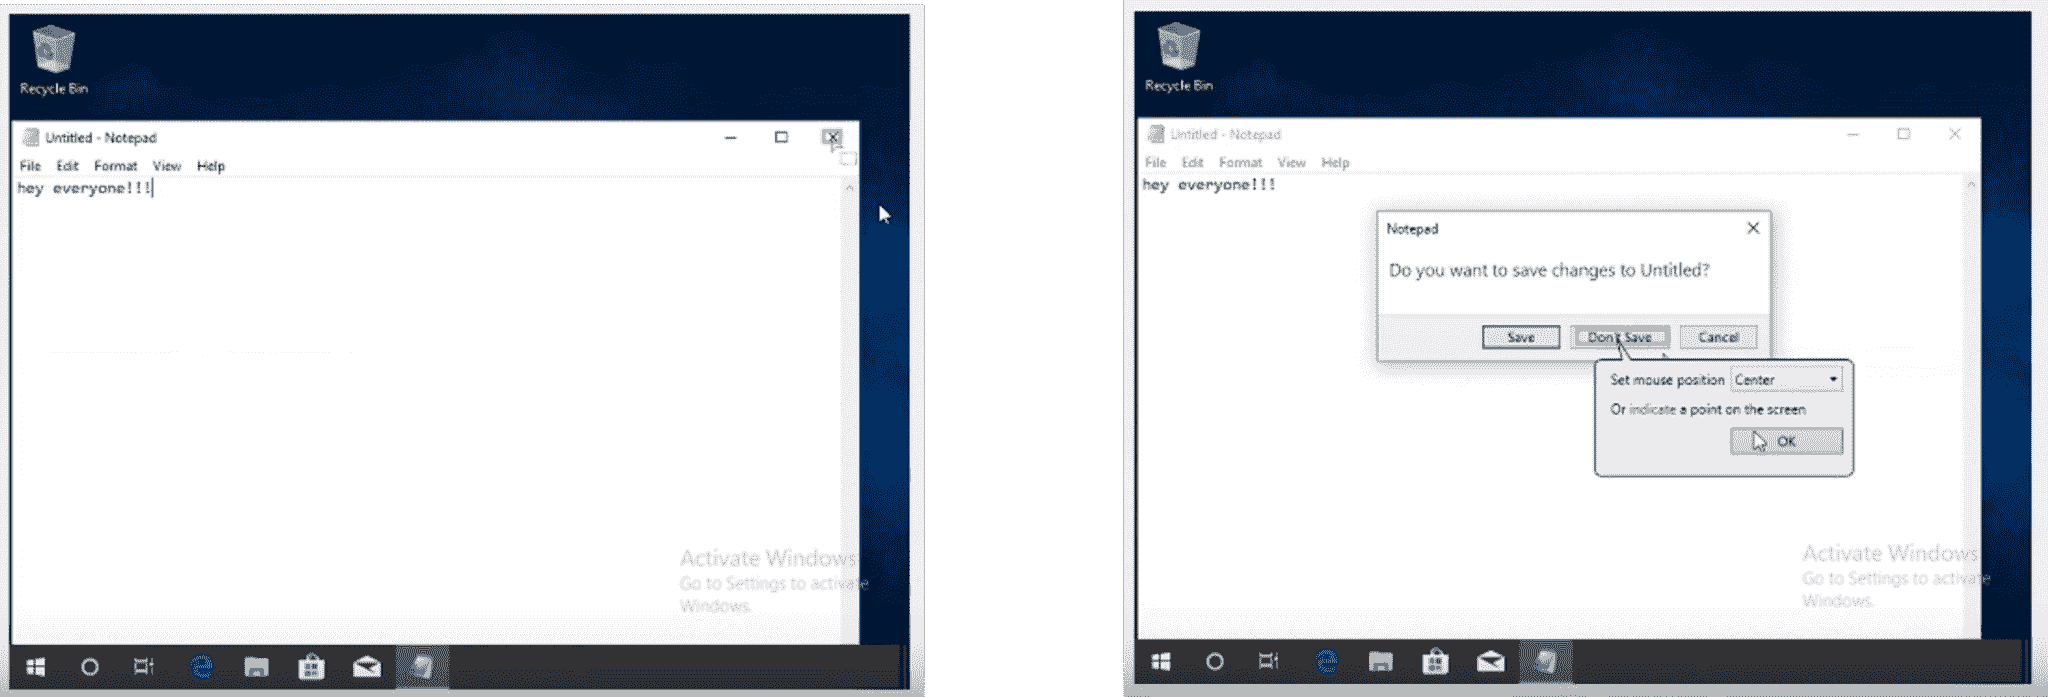 Recycle Bin
Untitled - Notepad
File Edit Format View Help
hey everyone!!!
Activate Windows
Go to Settings to activate
Windows.
Recycle Bin
Untitled - Notepad
File Edit Format View Help
hey everyone!!!
Notepad
Do you want to save changes to Untitled?
Save Don't Save Cancel
Set mouse position Center
Or indicate a point on the screen
OK
Activate Windows
Go to Settings to activate
Windows.